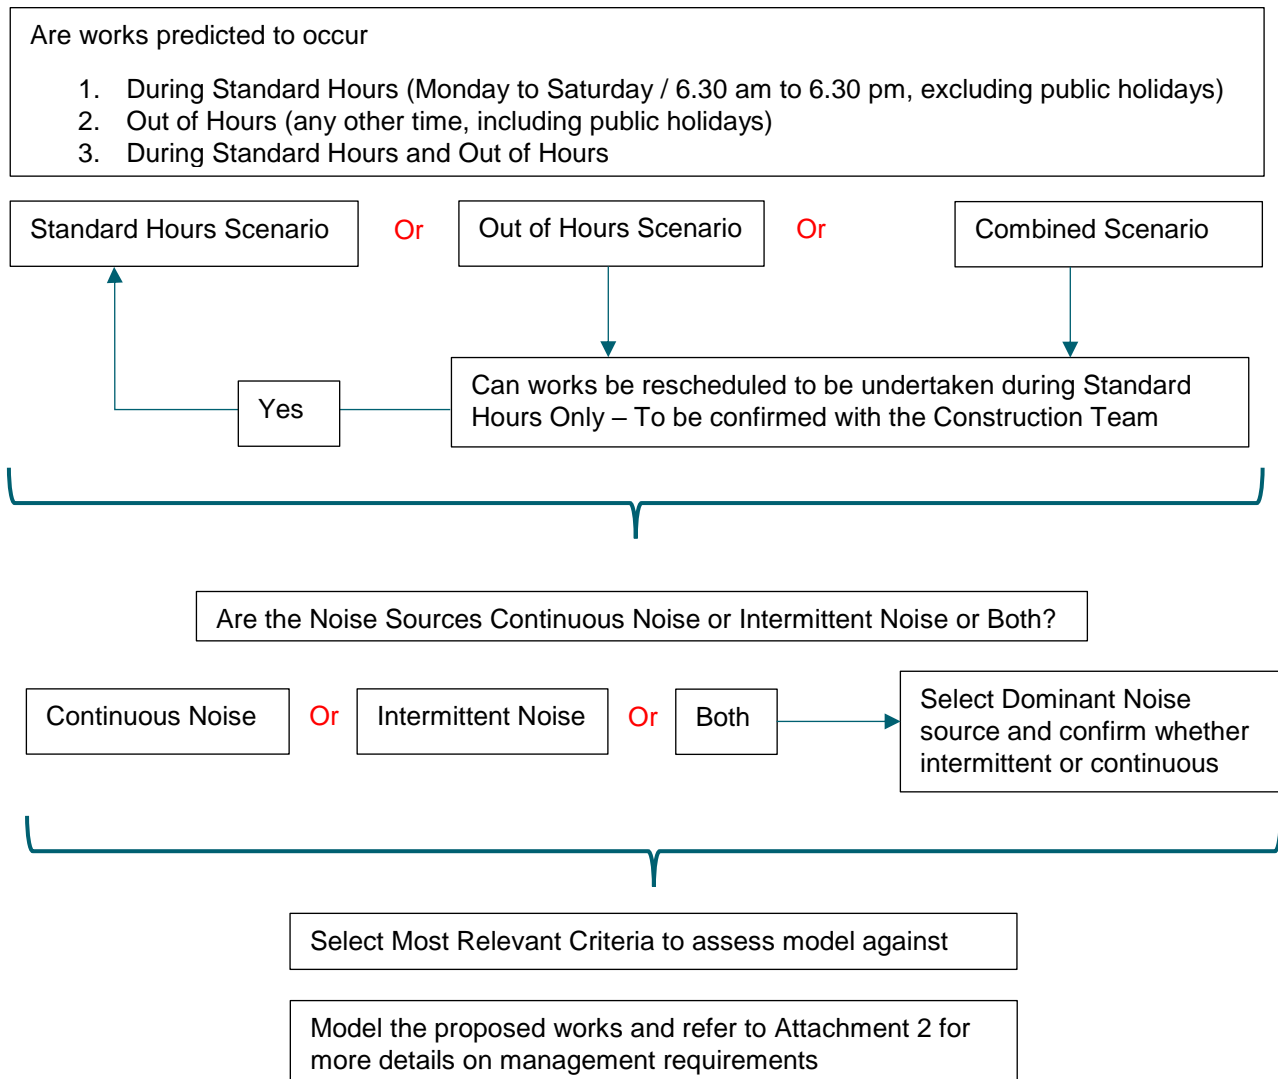 Are works predicted to occur
1. During Standard Hours (Monday to Saturday / 6.30 am to 6.30 pm, excluding public holidays)
2. Out of Hours (any other time, including public holidays)
3. During Standard Hours and Out of Hours
Standard Hours Scenario
Or
Out of Hours Scenario
Or
Combined Scenario
Can works be rescheduled to be undertaken during Standard
Hours Only – To be confirmed with the Construction Team
Yes
Are the Noise Sources Continuous Noise or Intermittent Noise or Both?
Continuous Noise
Or
Intermittent Noise
Or
Both
Select Dominant Noise
source and confirm whether
intermittent or continuous
Select Most Relevant Criteria to assess model against
Model the proposed works and refer to Attachment 2 for
more details on management requirements